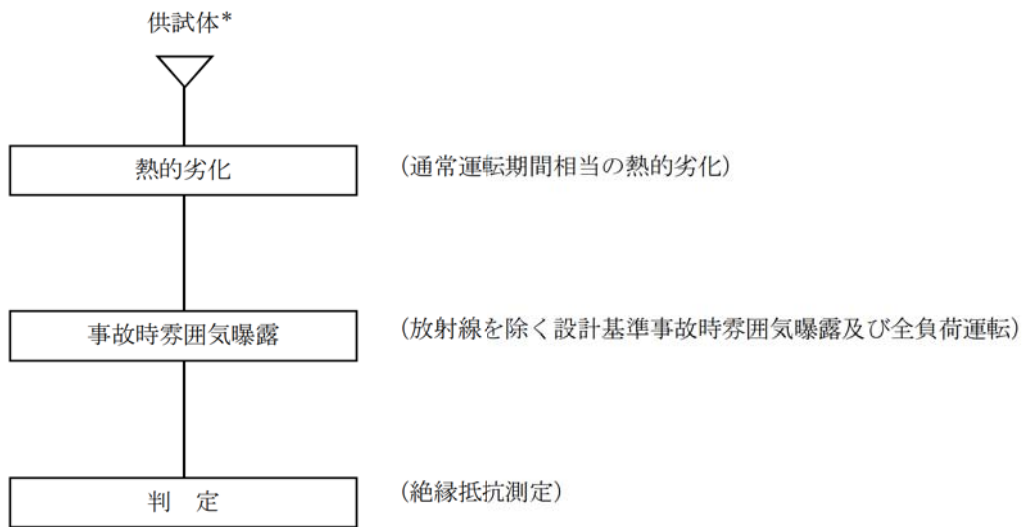 供試体*
熱的劣化
(通常運転期間相当の熱的劣化)
事故時雰囲気曝露
(放射線を除く設計基準事故時雰囲気曝露及び全負荷運転)
判　定
(絶縁抵抗測定)